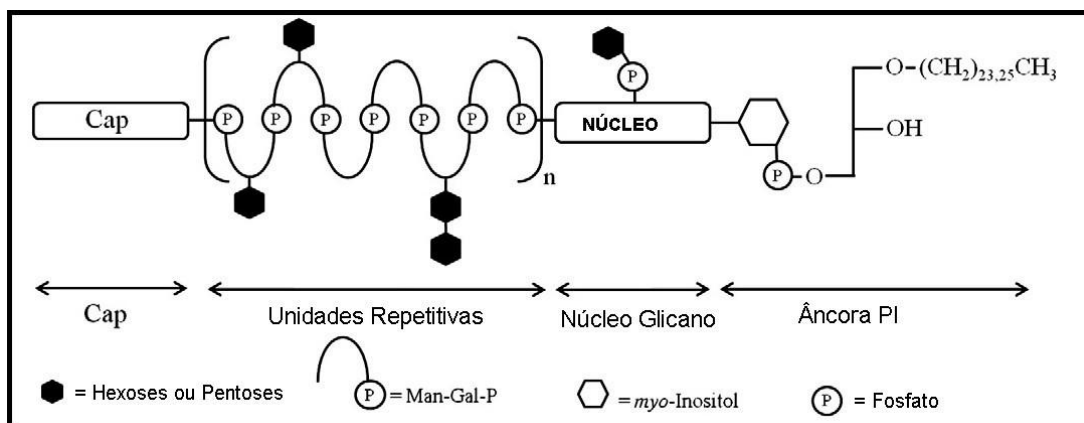 Cap
P P P P P P P
n
P
NÚCLEO
P
O
O–(CH₂)₂₃,₂₅CH₃
OH
Cap
Unidades Repetitivas
Núcleo Glicano
Âncora PI
= Hexoses ou Pentoses
P = Man-Gal-P
= myo-Inositol
P = Fosfato